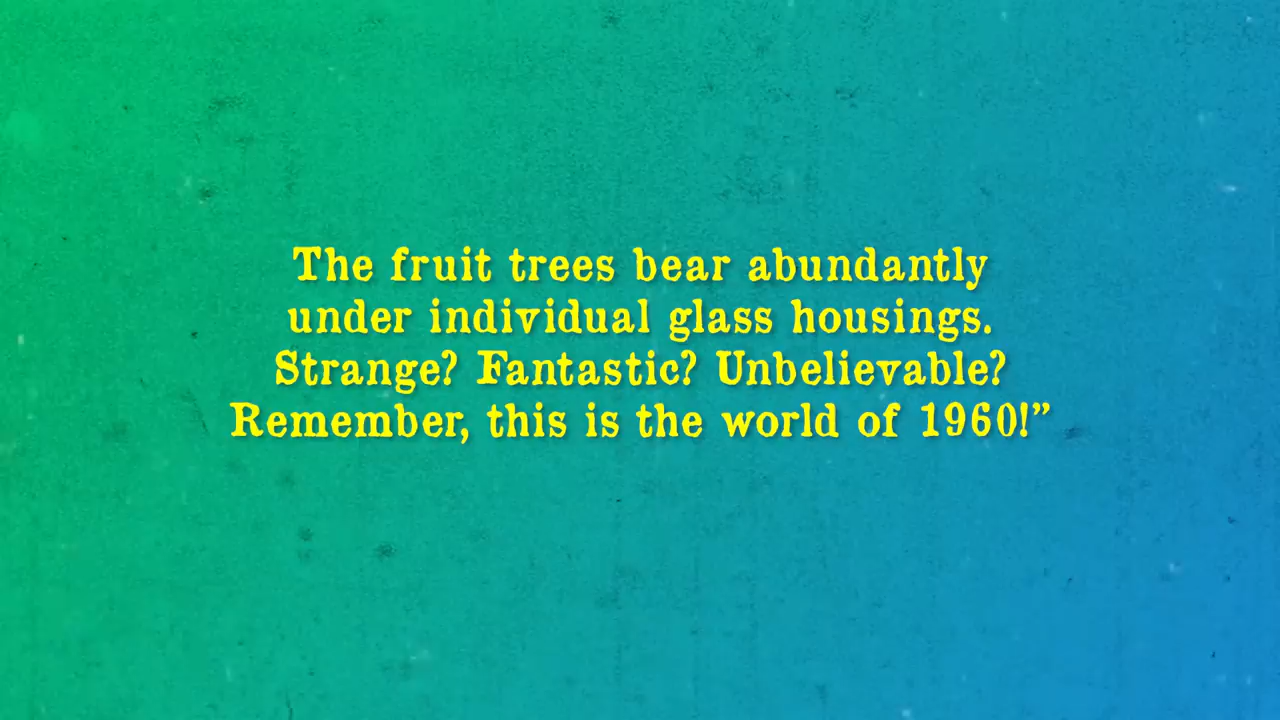 The fruit trees bear abundantly
under individual glass housings.
Strange? Fantastic? Unbelievable?
Remember, this is the world of 1960!”